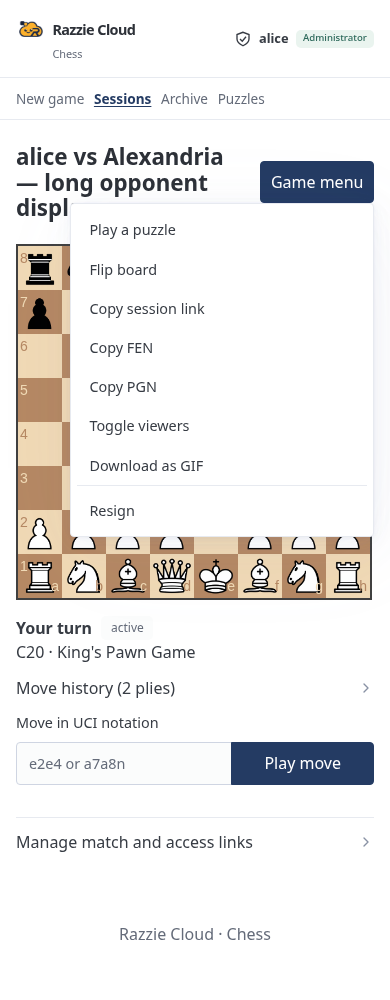 Razzie Cloud
Chess
alice
Administrator
New game Sessions Archive Puzzles
alice vs Alexandria
— long opponent
displ
Game menu
Play a puzzle
Flip board
Copy session link
Copy FEN
Copy PGN
Toggle viewers
Download as GIF
Resign
8
7
6
5
4
3
2
1
a b c d e f g h
Your turn active
C20 · King's Pawn Game
Move history (2 plies)
Move in UCI notation
e2e4 or a7a8n
Play move
Manage match and access links
Razzie Cloud · Chess